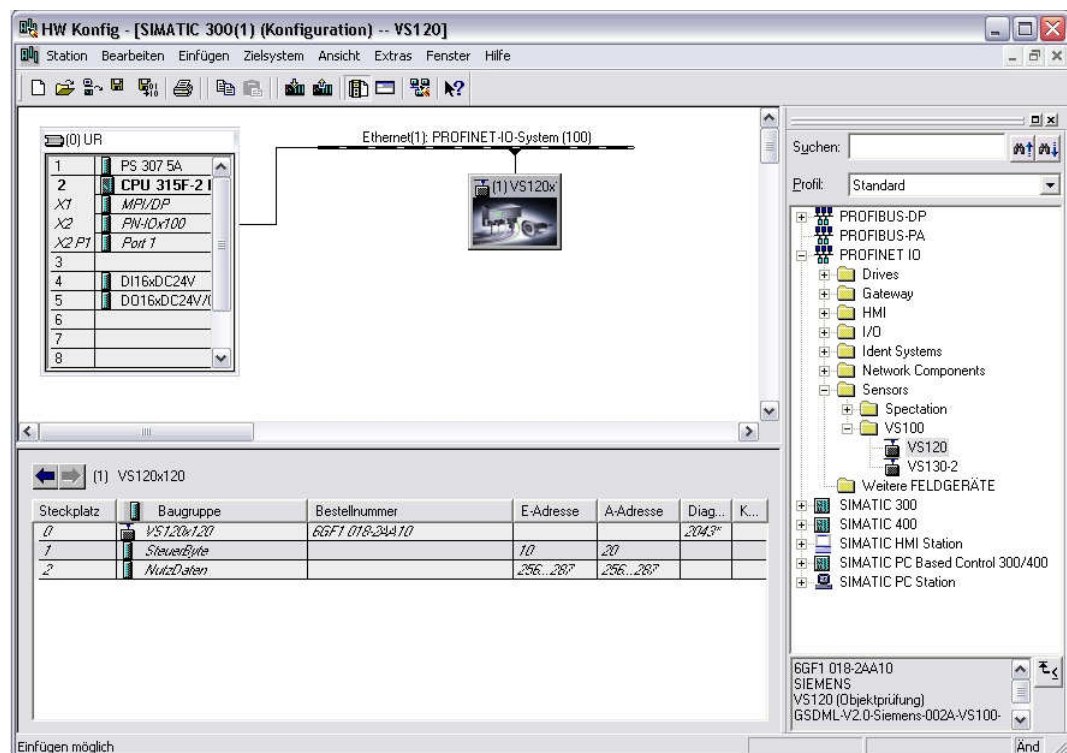 HW Konfig - [SIMATIC 300(1) (Konfiguration) -- VS120]
Station Bearbeiten Einfügen Zielsystem Ansicht Extras Fenster Hilfe
(0) UR
1 PS 307 5A
2 CPU 315F-2
X1 MPI/DP
X2 PN-IOx100
X2 P1 Port 1
3
4 DI16xDC24V
5 DO16xDC24V/
6
7
8
Ethernet(1): PROFINET-IO-System (100)
(1) VS120x
(1) VS120x120
Steckplatz Baugruppe Bestellnummer E-Adresse A-Adresse Diag... K...
0 VS120x120 6GF1 018-2AA10 2043*
1 SteuerByte 10 20
2 NutzDaten 256...287 256...287
Suchen:
Profil: Standard
PROFIBUS-DP
PROFIBUS-PA
PROFINET IO
Drives
Gateway
HMI
I/O
Ident Systems
Network Components
Sensors
Spectation
VS100
VS120
VS130-2
Weitere FELDGERÄTE
SIMATIC 300
SIMATIC 400
SIMATIC HMI Station
SIMATIC PC Based Control 300/400
SIMATIC PC Station
6GF1 018-2AA10
SIEMENS
VS120 (Objektprüfung)
GSDML-V2.0-Siemens-002A-VS100-
Einfügen möglich
Änd